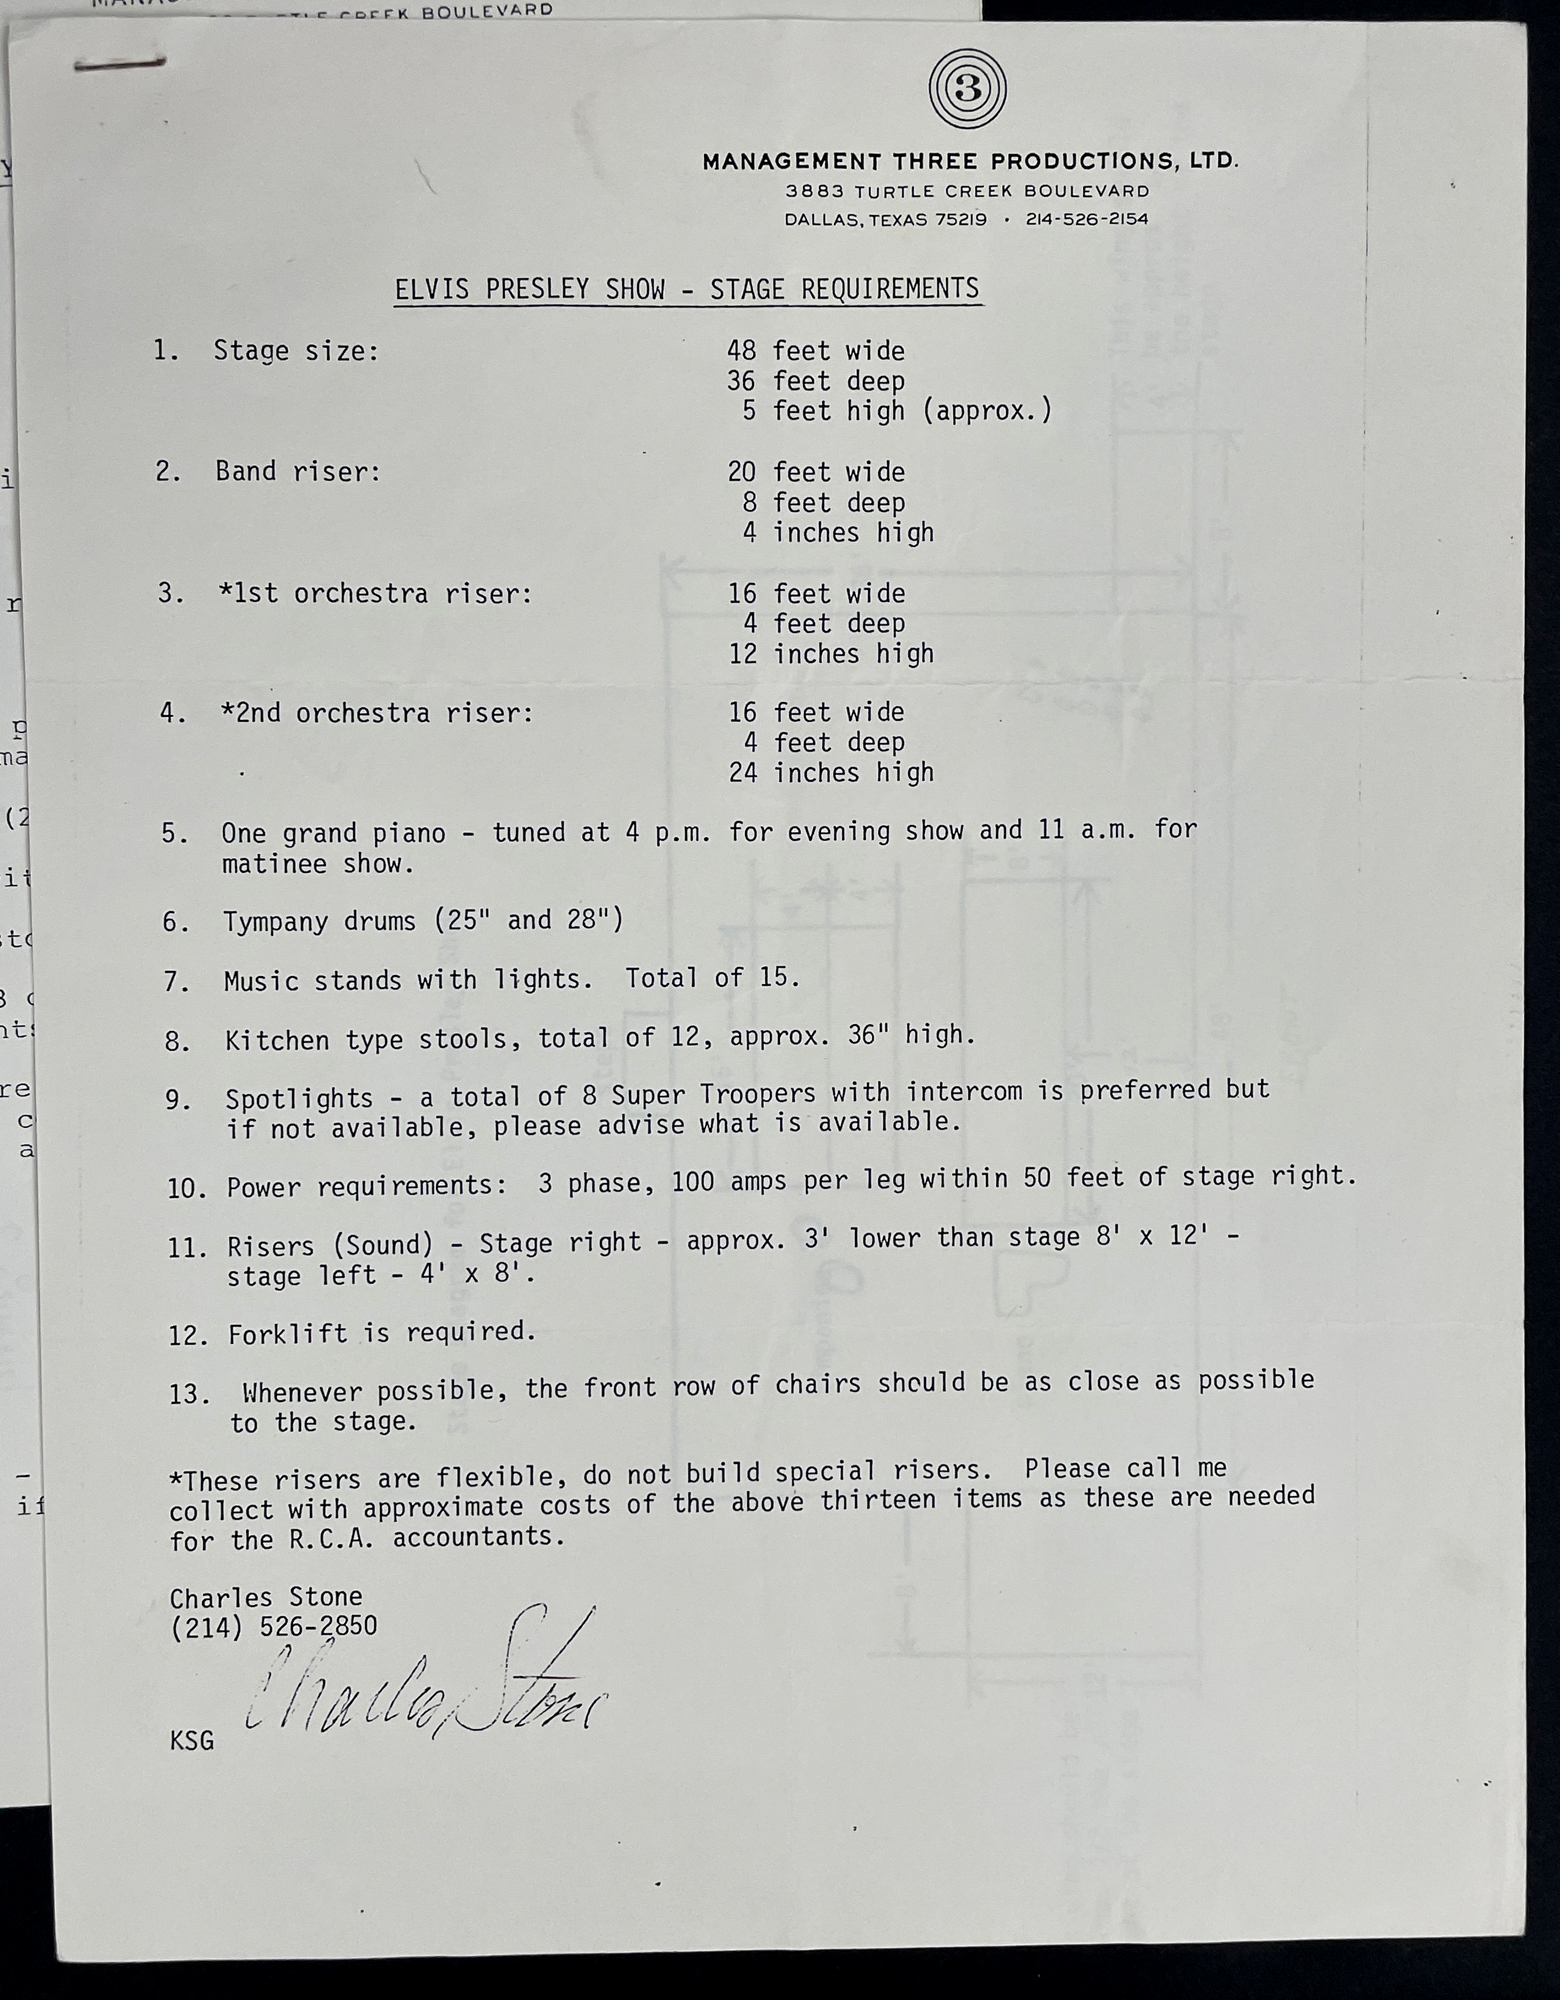 CREEK BOULEVARD
3
MANAGEMENT THREE PRODUCTIONS, LTD.
3883 TURTLE CREEK BOULEVARD
DALLAS, TEXAS 75219 · 214-526-2154
ELVIS PRESLEY SHOW - STAGE REQUIREMENTS
1. Stage size: 48 feet wide
36 feet deep
5 feet high (approx.)
2. Band riser: 20 feet wide
8 feet deep
4 inches high
3. *1st orchestra riser: 16 feet wide
4 feet deep
12 inches high
4. *2nd orchestra riser: 16 feet wide
4 feet deep
24 inches high
5. One grand piano - tuned at 4 p.m. for evening show and 11 a.m. for
matinee show.
6. Tympany drums (25" and 28")
7. Music stands with lights. Total of 15.
8. Kitchen type stools, total of 12, approx. 36" high.
9. Spotlights - a total of 8 Super Troopers with intercom is preferred but
if not available, please advise what is available.
10. Power requirements: 3 phase, 100 amps per leg within 50 feet of stage right.
11. Risers (Sound) - Stage right - approx. 3' lower than stage 8' x 12' -
stage left - 4' x 8'.
12. Forklift is required.
13. Whenever possible, the front row of chairs should be as close as possible
to the stage.
*These risers are flexible, do not build special risers. Please call me
collect with approximate costs of the above thirteen items as these are needed
for the R.C.A. accountants.
Charles Stone
(214) 526-2850
Charles Stone
KSG